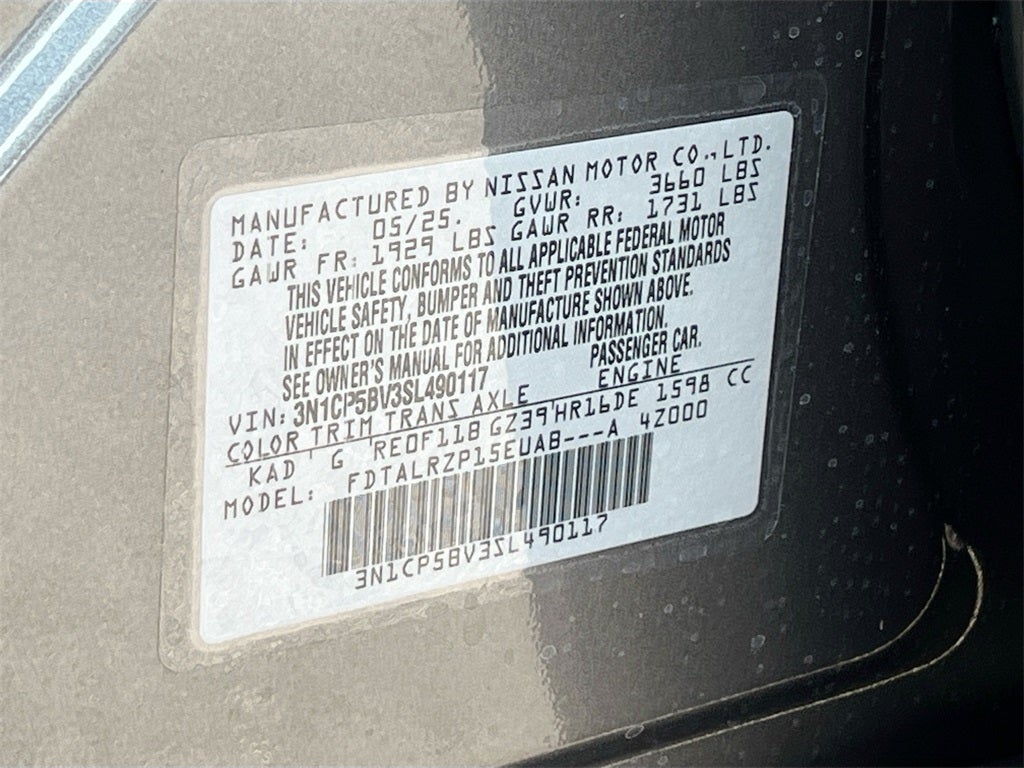 MANUFACTURED BY NISSAN MOTOR CO.,LTD.
DATE: 05/25. GVWR: 3660 LBS
GAWR FR: 1929 LBS GAWR RR: 1731 LBS
THIS VEHICLE CONFORMS TO ALL APPLICABLE FEDERAL MOTOR
VEHICLE SAFETY, BUMPER AND THEFT PREVENTION STANDARDS
IN EFFECT ON THE DATE OF MANUFACTURE SHOWN ABOVE.
SEE OWNER'S MANUAL FOR ADDITIONAL INFORMATION.
VIN: 3N1CP5BV3SL490117 PASSENGER CAR.
COLOR TRIM TRANS AXLE ENGINE
KAD G RE0F11B GZ39 HR16DE 1598 CC
MODEL: FDTALRZP15EUAB---A 4Z000
3N1CP5BV3SL490117